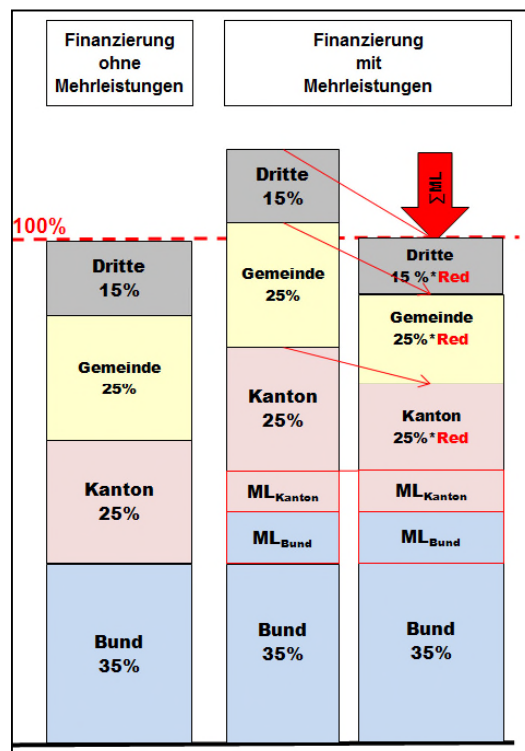 Finanzierung
ohne
Mehrleistungen
Finanzierung
mit
Mehrleistungen
100%
Dritte
15%
Gemeinde
25%
Kanton
25%
Bund
35%
Dritte
15%
Gemeinde
25%
Kanton
25%
MLKanton
MLBund
Bund
35%
∑ML
Dritte
15 %*Red
Gemeinde
25%*Red
Kanton
25%*Red
MLKanton
MLBund
Bund
35%